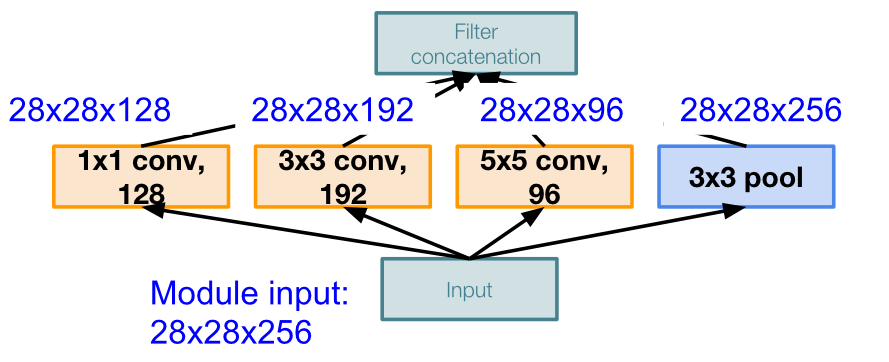 Filter
concatenation
28x28x128
28x28x192
28x28x96
28x28x256
1x1 conv,
128
3x3 conv,
192
5x5 conv,
96
3x3 pool
Input
Module input:
28x28x256